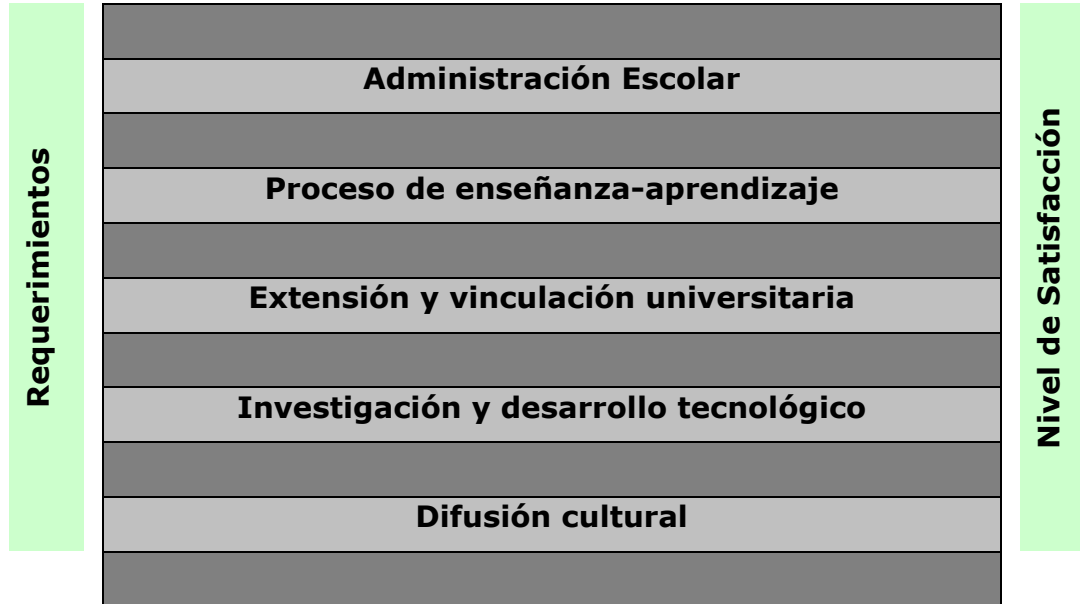 Requerimientos
Administración Escolar
Proceso de enseñanza-aprendizaje
Extensión y vinculación universitaria
Investigación y desarrollo tecnológico
Difusión cultural
Nivel de Satisfacción